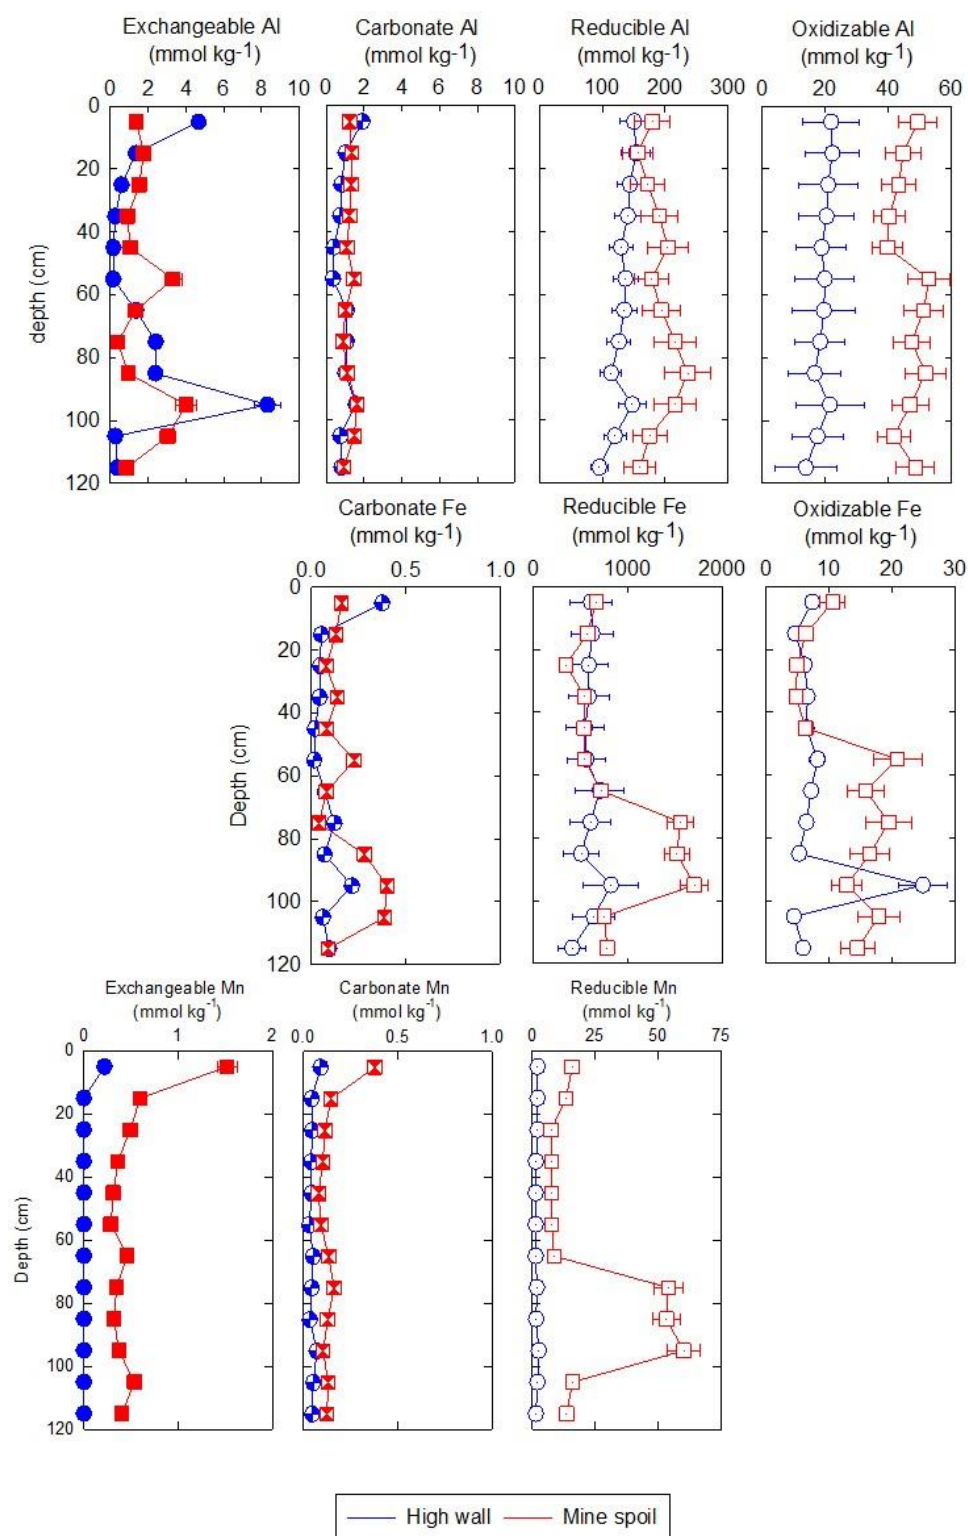 Exchangeable Al Carbonate Al Reducible Al Oxidizable Al
(mmol kg-1) (mmol kg-1) (mmol kg-1) (mmol kg-1)
0 2 4 6 8 10 0 2 4 6 8 10 0 100 200 300 0 20 40 60
0
20
40
60
80
100
120
depth (cm)
Carbonate Fe Reducible Fe Oxidizable Fe
(mmol kg-1) (mmol kg-1) (mmol kg-1)
0.0 0.5 1.0 0 1000 2000 0 10 20 30
0
20
40
60
80
100
120
Depth (cm)
Exchangeable Mn Carbonate Mn Reducible Mn
(mmol kg-1) (mmol kg-1) (mmol kg-1)
0 1 2 0.0 0.5 1.0 0 25 50 75
0
20
40
60
80
100
120
Depth (cm)
High wall Mine spoil